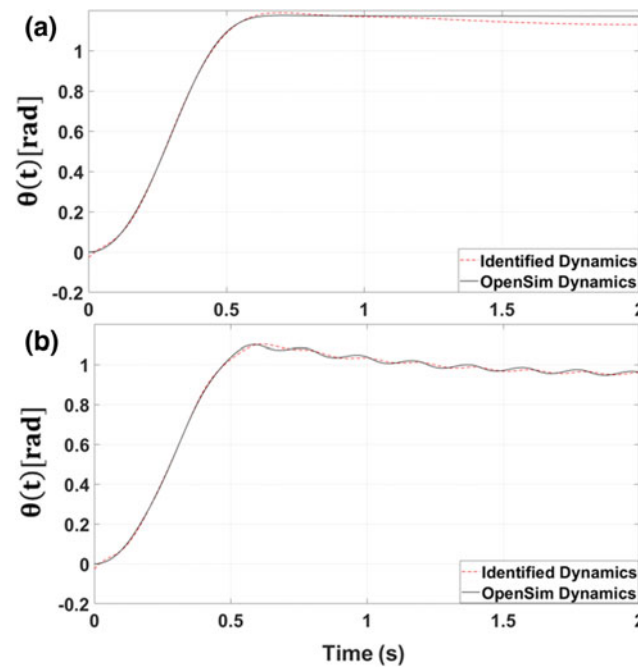 (a)
θ(t)[rad]
1
0.8
0.6
0.4
0.2
0
-0.2
0
0.5
1
1.5
2
Identified Dynamics
OpenSim Dynamics
(b)
θ(t)[rad]
1
0.8
0.6
0.4
0.2
0
-0.2
0
0.5
1
1.5
2
Identified Dynamics
OpenSim Dynamics
Time (s)